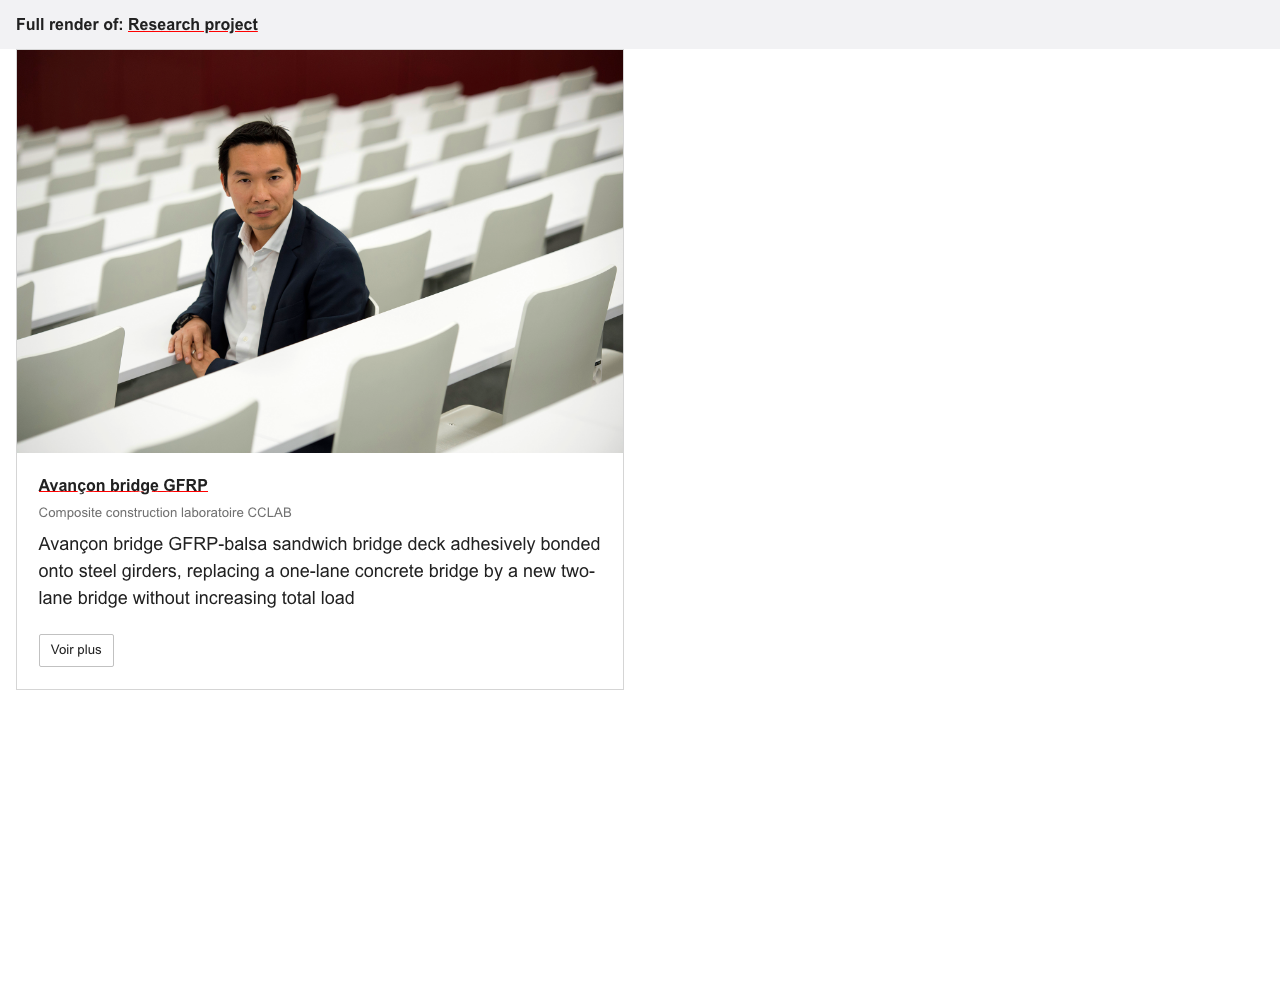 Full render of: Research project
Avançon bridge GFRP
Composite construction laboratoire CCLAB
Avançon bridge GFRP-balsa sandwich bridge deck adhesively bonded
onto steel girders, replacing a one-lane concrete bridge by a new two-
lane bridge without increasing total load
Voir plus